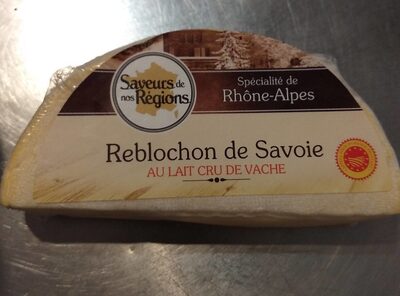 Saveurs de
nos Régions
Spécialité de
Rhône-Alpes
Reblochon de Savoie
AU LAIT CRU DE VACHE